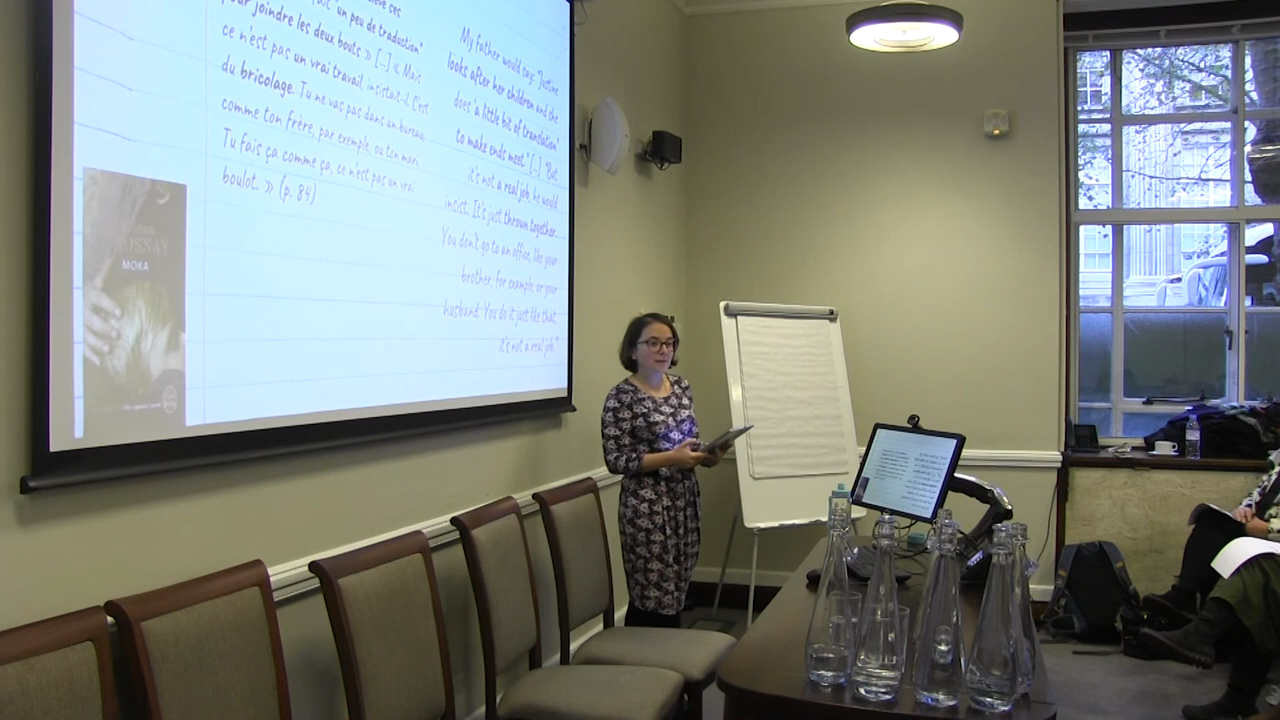 fait "un peu de traduction"
pour joindre les deux bouts » [...] « Mais
ce n'est pas un vrai travail, insistait-il. C'est
du bricolage. Tu ne vas pas dans un bureau,
comme ton frère, par exemple, ou ton mari.
Tu fais ça comme ça, ce n'est pas un vrai
boulot. » (p. 84)
My father would say: "Justine
looks after her children and she
does 'a little bit of translation'
to make ends meet." [...] "But
it's not a real job, he would
insist. It's just thrown together.
You don't go to an office, like your
brother, for example, or your
husband. You do it just like that,
it's not a real job."
MOKA